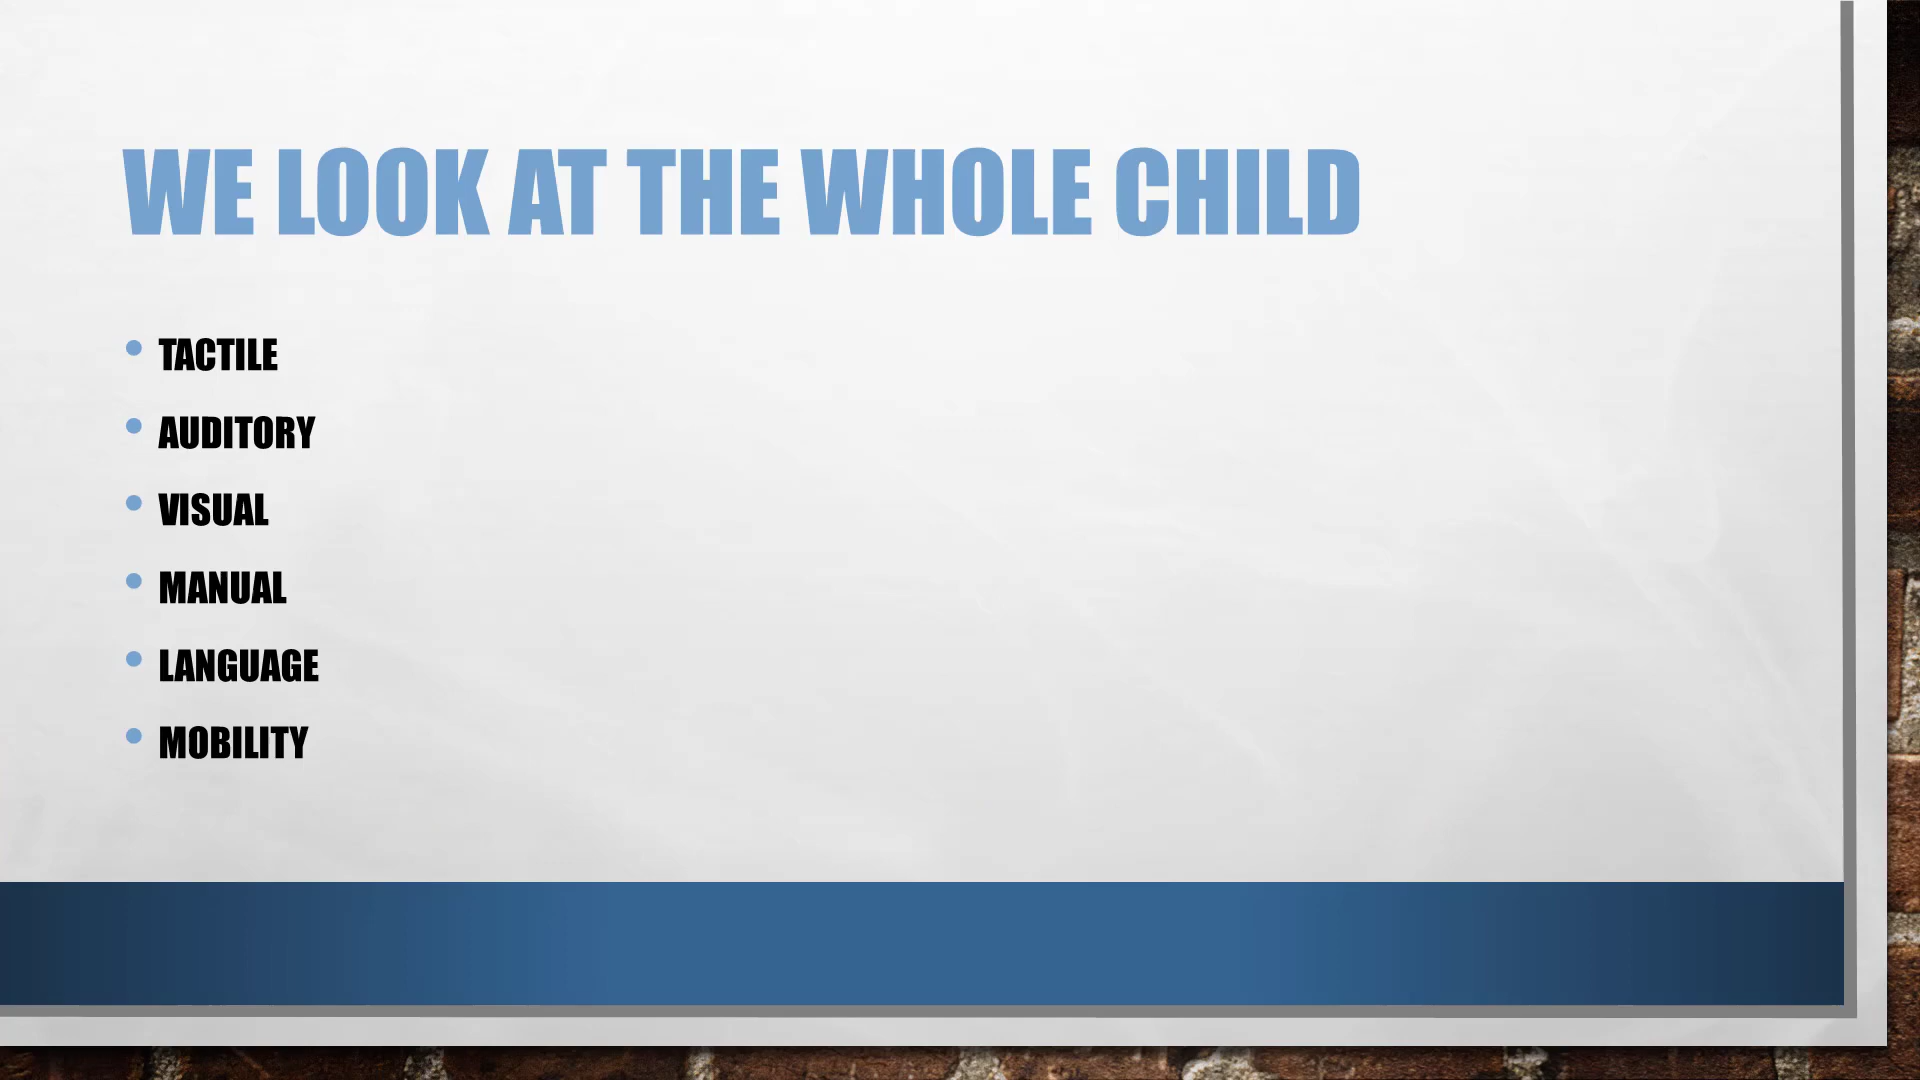 WE LOOK AT THE WHOLE CHILD
• TACTILE
• AUDITORY
• VISUAL
• MANUAL
• LANGUAGE
• MOBILITY